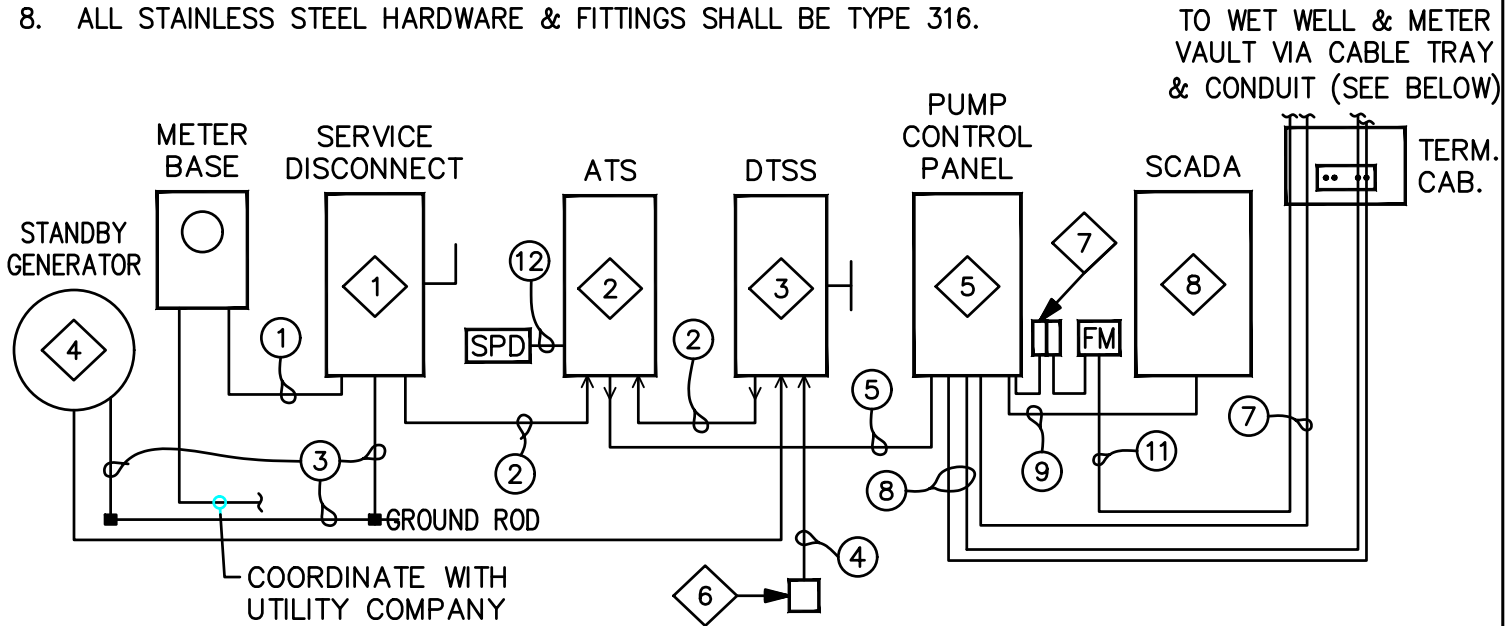 8. ALL STAINLESS STEEL HARDWARE & FITTINGS SHALL BE TYPE 316.
TO WET WELL & METER
VAULT VIA CABLE TRAY
& CONDUIT (SEE BELOW)
METER
BASE
SERVICE
DISCONNECT
ATS
DTSS
PUMP
CONTROL
PANEL
SCADA
TERM.
CAB.
STANDBY
GENERATOR
4
1
12
2
3
5
7
8
1
SPD
2
FM
5
7
3
2
8
9
11
GROUND ROD
4
COORDINATE WITH
UTILITY COMPANY
6